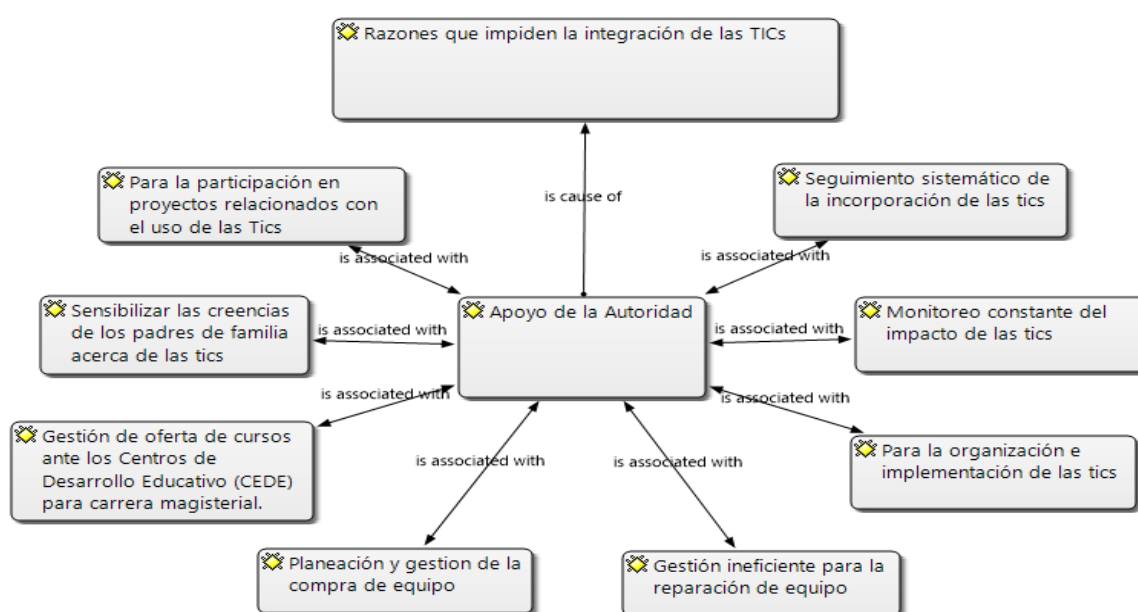 Razones que impiden la integración de las TICs
Para la participación en
proyectos relacionados con
el uso de las Tics
is cause of
Seguimiento sistemático de
la incorporación de las tics
is associated with
is associated with
Sensibilizar las creencias
de los padres de familia
acerca de las tics
is associated with
Apoyo de la Autoridad
is associated with
Monitoreo constante del
impacto de las tics
is associated with
is associated with
Gestión de oferta de cursos
ante los Centros de
Desarrollo Educativo (CEDE)
para carrera magisterial.
is associated with
is associated with
Para la organización e
implementación de las tics
Planeación y gestion de la
compra de equipo
Gestión ineficiente para la
reparación de equipo